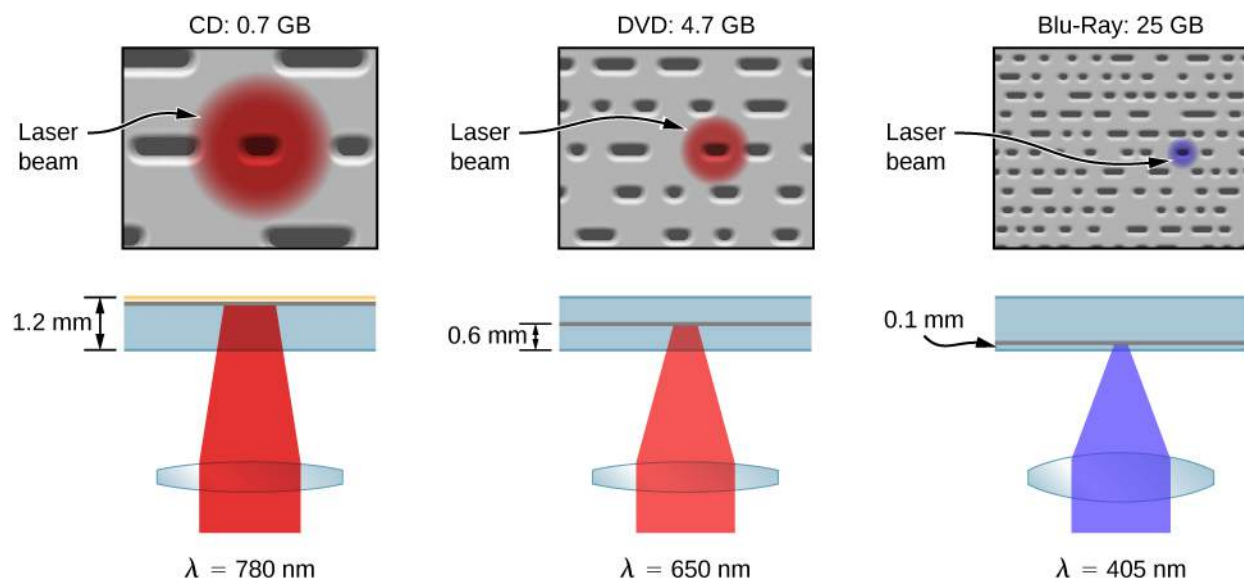 CD: 0.7 GB
DVD: 4.7 GB
Blu-Ray: 25 GB
Laser
beam
Laser
beam
Laser
beam
1.2 mm
0.6 mm
0.1 mm
λ = 780 nm
λ = 650 nm
λ = 405 nm